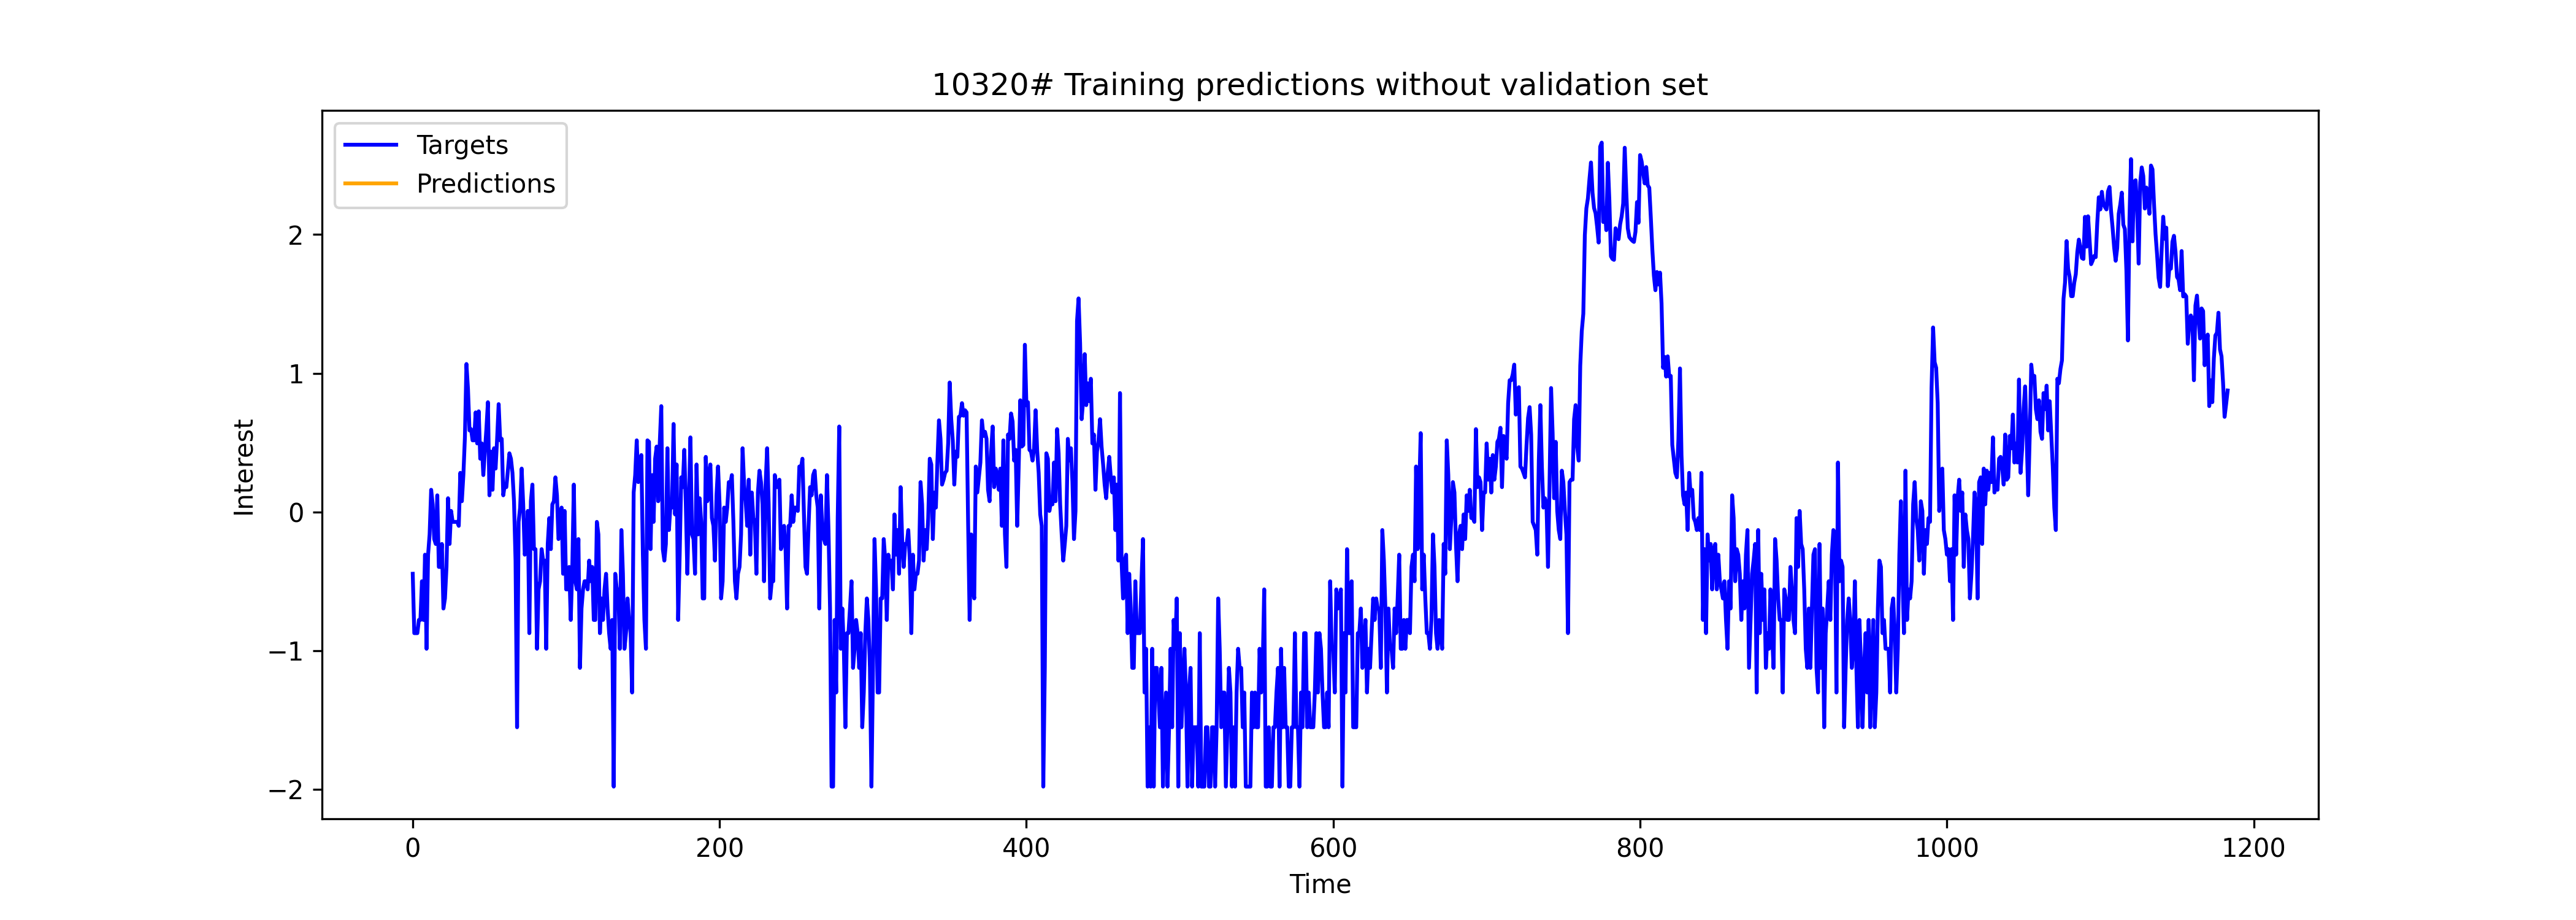 10320# Training predictions without validation set
Targets
Predictions
Interest
2
1
0
−1
−2
0 200 400 600 800 1000 1200
Time